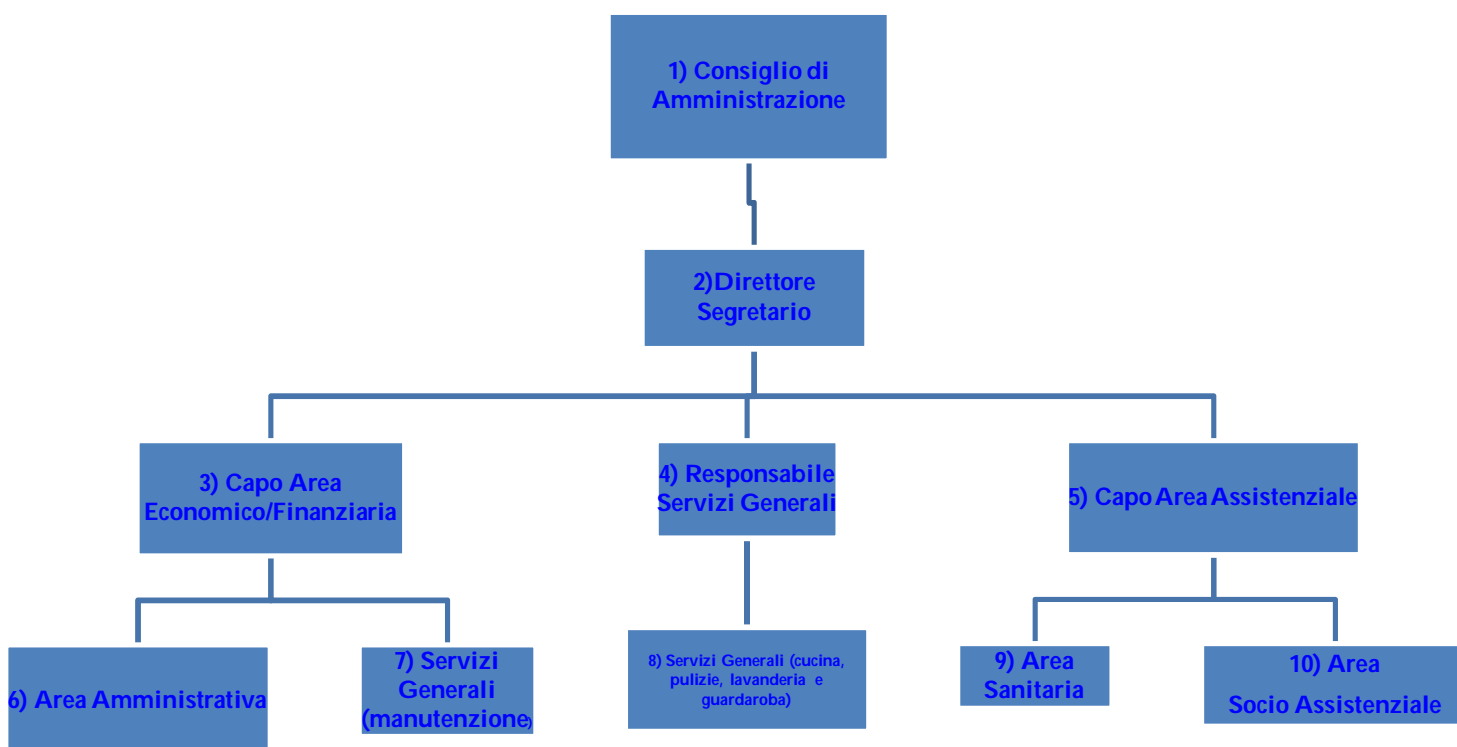 1) Consiglio di
Amministrazione
2)Direttore
Segretario
3) Capo Area
Economico/Finanziaria
4) Responsabile
Servizi Generali
5) Capo Area Assistenziale
6) Area Amministrativa
7) Servizi
Generali
(manutenzione)
8) Servizi Generali (cucina,
pulizie, lavanderia e
guardaroba)
9) Area
Sanitaria
10) Area
Socio Assistenziale